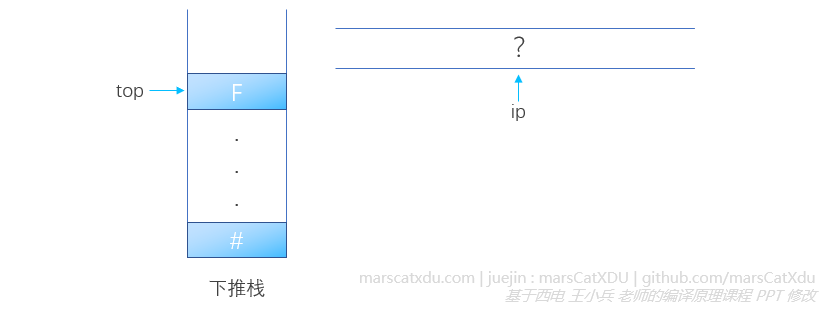 ?
top
F
ip
.
.
.
#
下推栈
marscatxdu.com | juejin : marsCatXDU | github.com/marsCatXdu
基于西电 王小兵 老师的编译原理课程 PPT 修改